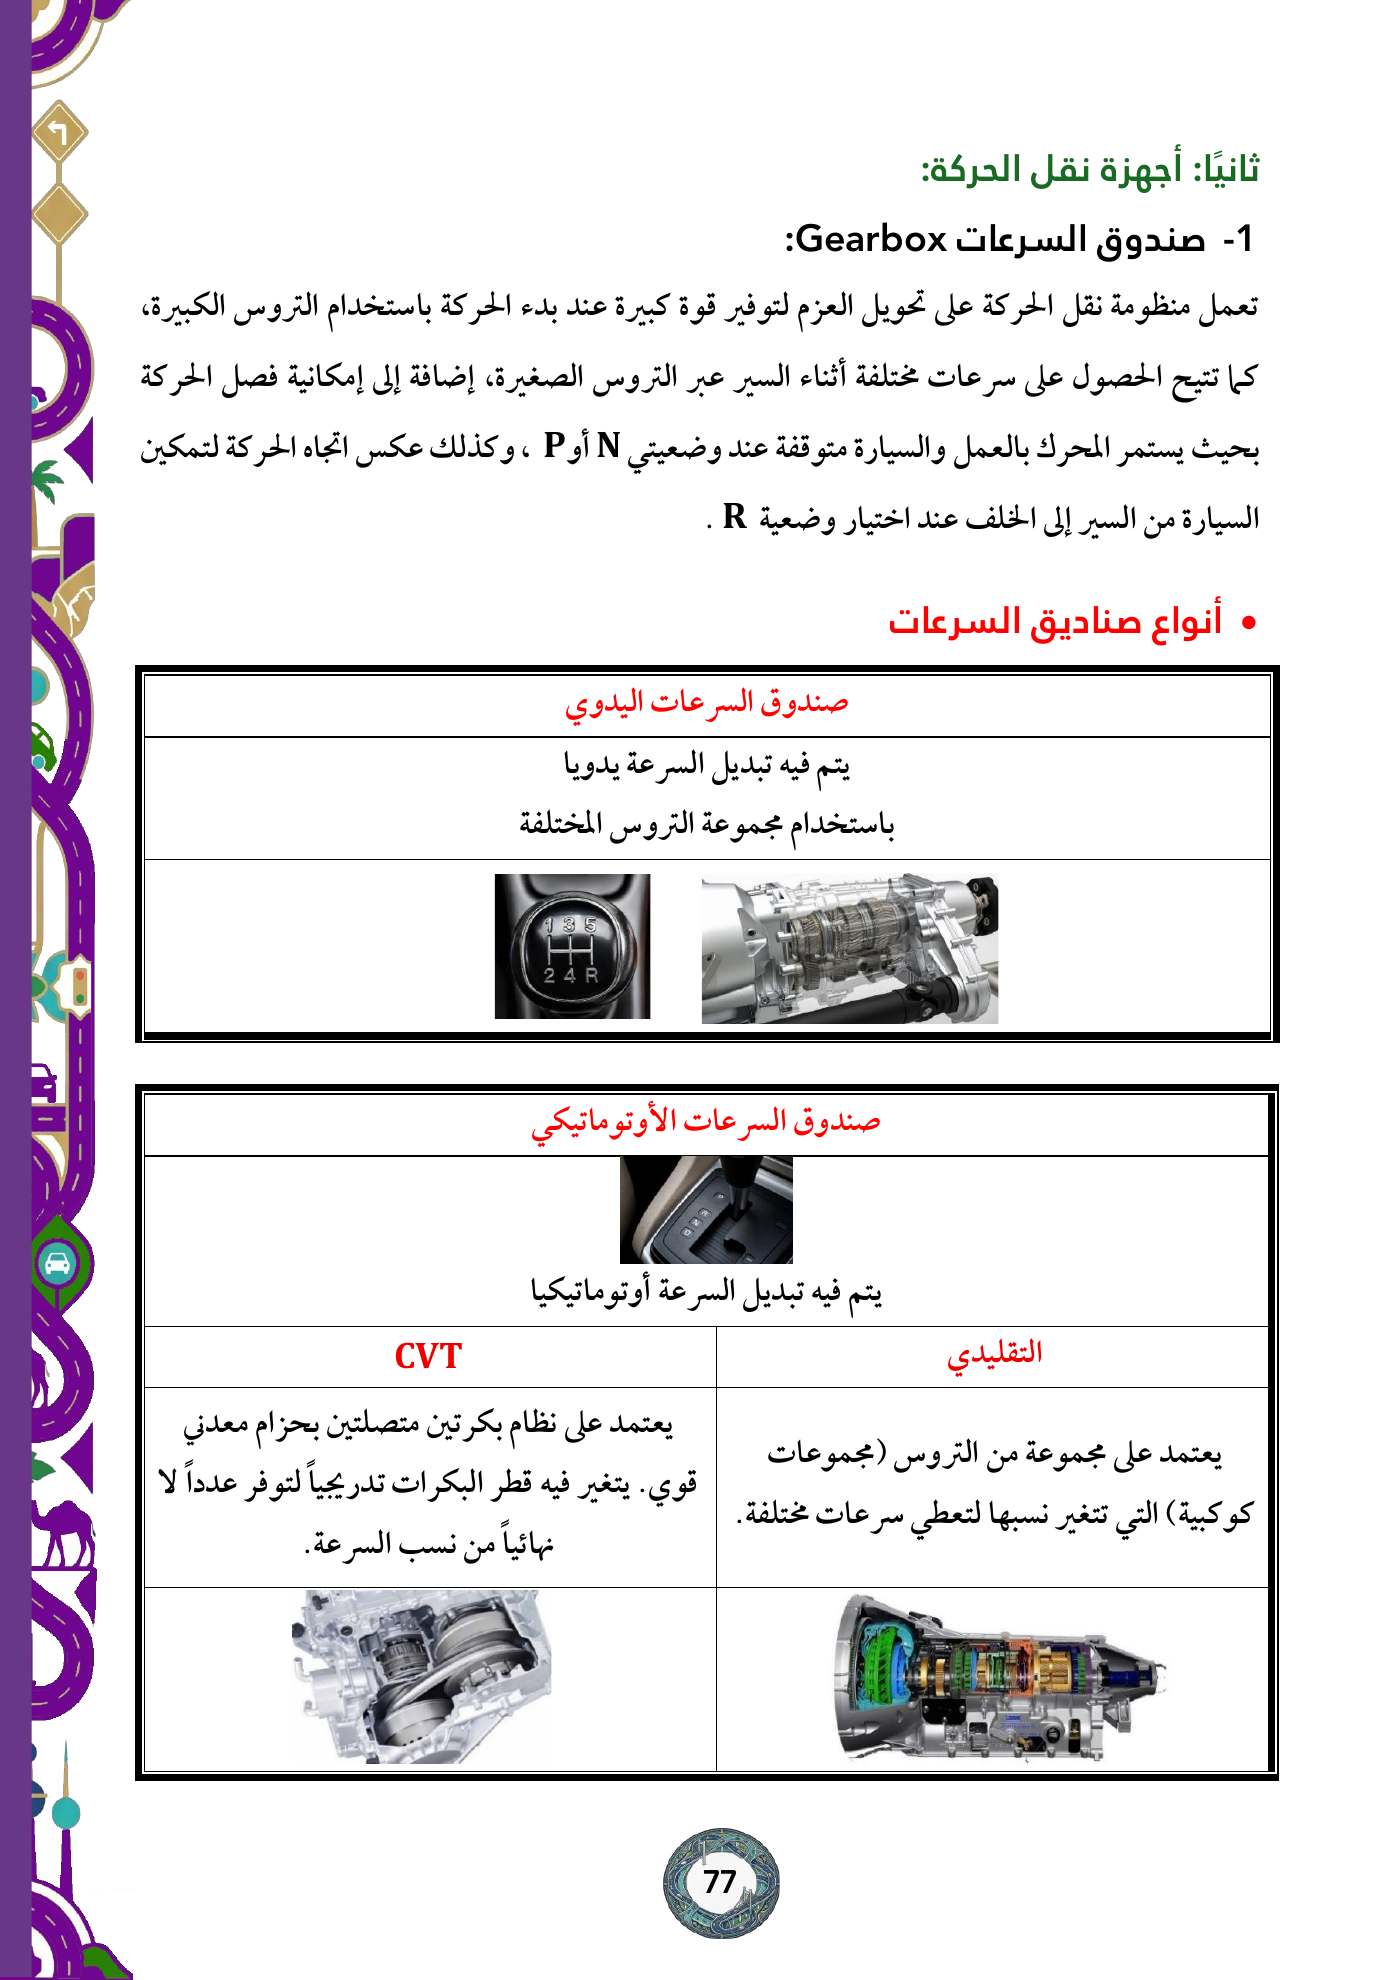 ثانيًا: أجهزة نقل الحركة:
1- صندوق السرعات Gearbox:
تعمل منظومة نقل الحركة على تحويل العزم لتوفير قوة كبيرة عند بدء الحركة باستخدام التروس الكبيرة،
كما تتيح الحصول على سرعات مختلفة أثناء السير عبر التروس الصغيرة، إضافة إلى إمكانية فصل الحركة
بحيث يستمر المحرك بالعمل والسيارة متوقفة عند وضعيتي N أو P ، وكذلك عكس اتجاه الحركة لتمكين
السيارة من السير إلى الخلف عند اختيار وضعية R .
• أنواع صناديق السرعات
صندوق السرعات اليدوي
يتم فيه تبديل السرعة يدويا
باستخدام مجموعة التروس المختلفة
1 3 5
2 4 R
صندوق السرعات الأوتوماتيكي
يتم فيه تبديل السرعة أوتوماتيكيا
التقليدي
CVT
يعتمد على مجموعة من التروس (مجموعات
كوكبية) التي تتغير نسبها لتعطي سرعات مختلفة.
يعتمد على نظام بكرتين متصلتين بحزام معدني
قوي. يتغير فيه قطر البكرات تدريجياً لتوفر عدداً لا
نهائياً من نسب السرعة.
77